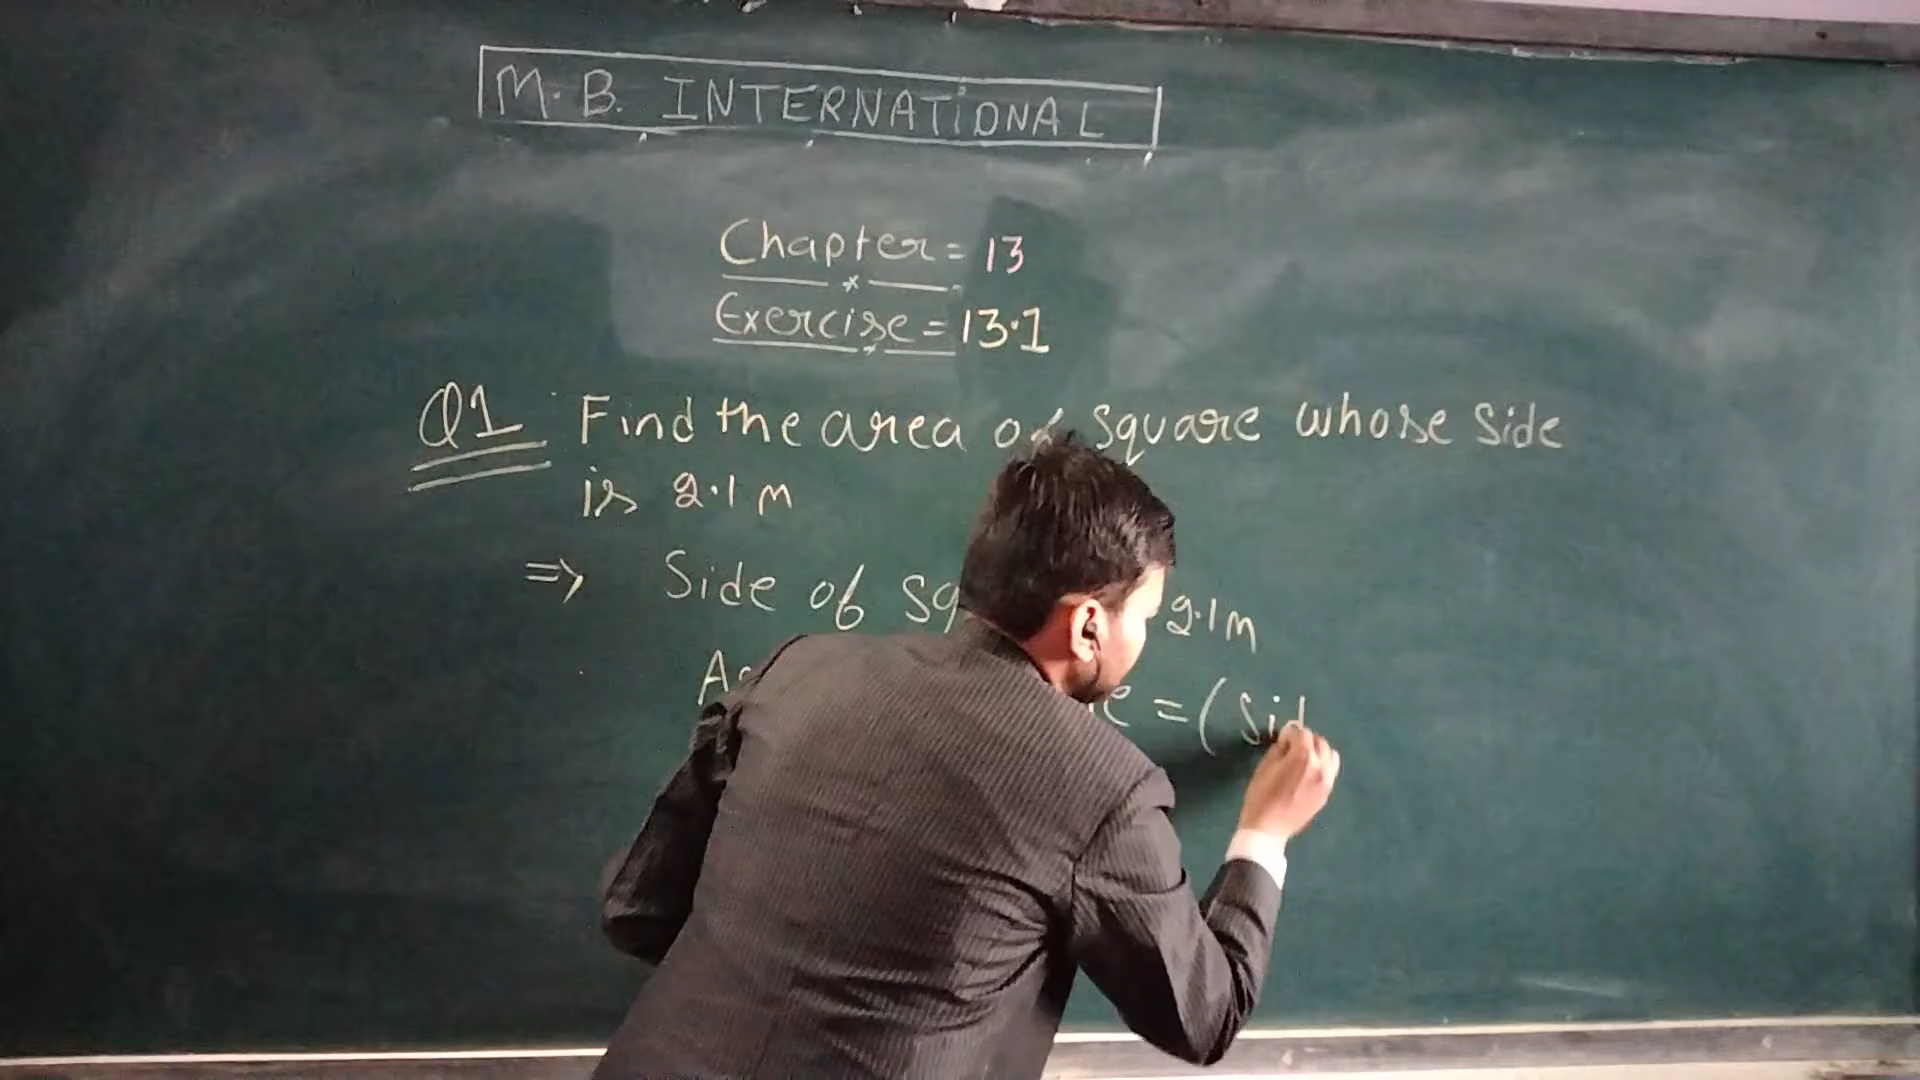 M. B. INTERNATIONAL
Chapter = 13
Exercise = 13.1
Q1 Find the area of square whose side
is 2.1 m
=> Side of 2.1 m
= (Sid